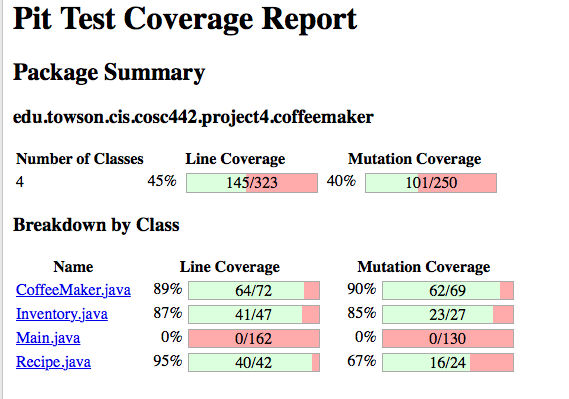 Pit Test Coverage Report
Package Summary
edu.towson.cis.cosc442.project4.coffeemaker
Number of Classes Line Coverage Mutation Coverage
4 45% 145/323 40% 101/250
Breakdown by Class
Name Line Coverage Mutation Coverage
CoffeeMaker.java 89% 64/72 90% 62/69
Inventory.java 87% 41/47 85% 23/27
Main.java 0% 0/162 0% 0/130
Recipe.java 95% 40/42 67% 16/24